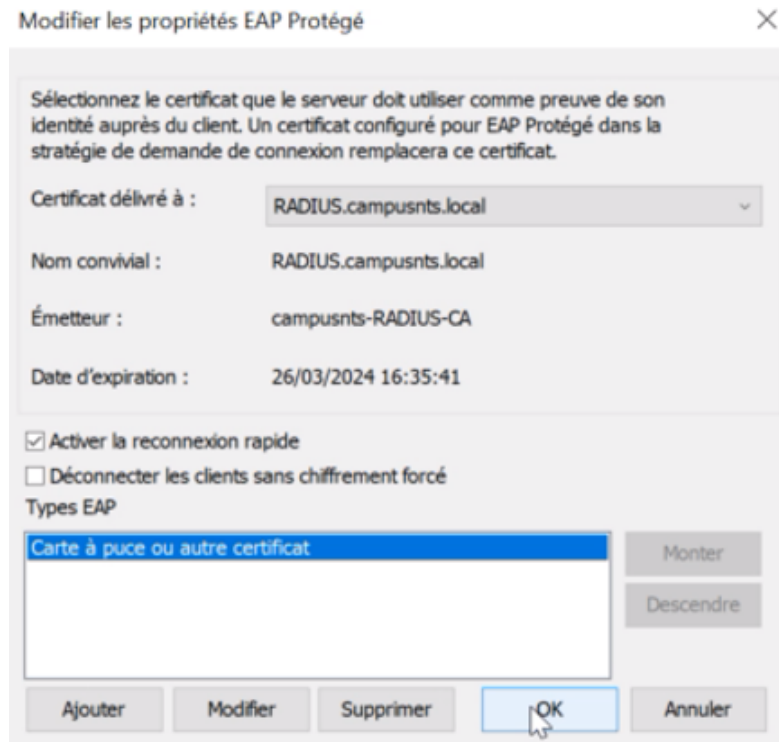 Modifier les propriétés EAP Protégé
Sélectionnez le certificat que le serveur doit utiliser comme preuve de son
identité auprès du client. Un certificat configuré pour EAP Protégé dans la
stratégie de demande de connexion remplacera ce certificat.
Certificat délivré à : RADIUS.campusnts.local
Nom convivial : RADIUS.campusnts.local
Émetteur : campusnts-RADIUS-CA
Date d'expiration : 26/03/2024 16:35:41
Activer la reconnexion rapide
Déconnecter les clients sans chiffrement forcé
Types EAP
Carte à puce ou autre certificat
Monter
Descendre
Ajouter Modifier Supprimer OK Annuler